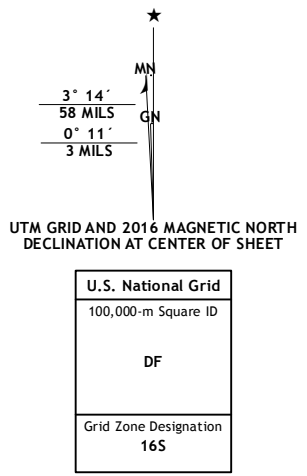 MN
3° 14´
58 MILS
GN
0° 11´
3 MILS
UTM GRID AND 2016 MAGNETIC NORTH
DECLINATION AT CENTER OF SHEET
U.S. National Grid
100,000-m Square ID
DF
Grid Zone Designation
16S